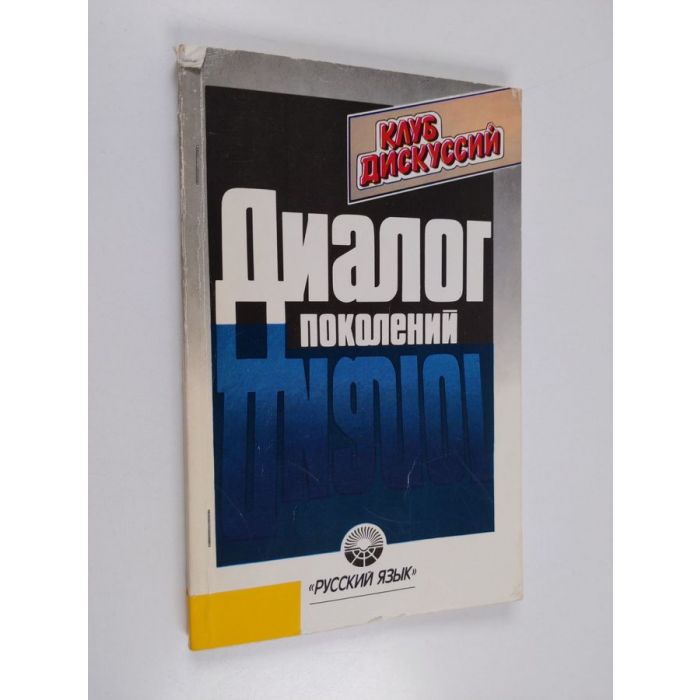 КЛУБ
ДИСКУССИЙ
Диалог
поколений
«РУССКИЙ ЯЗЫК»